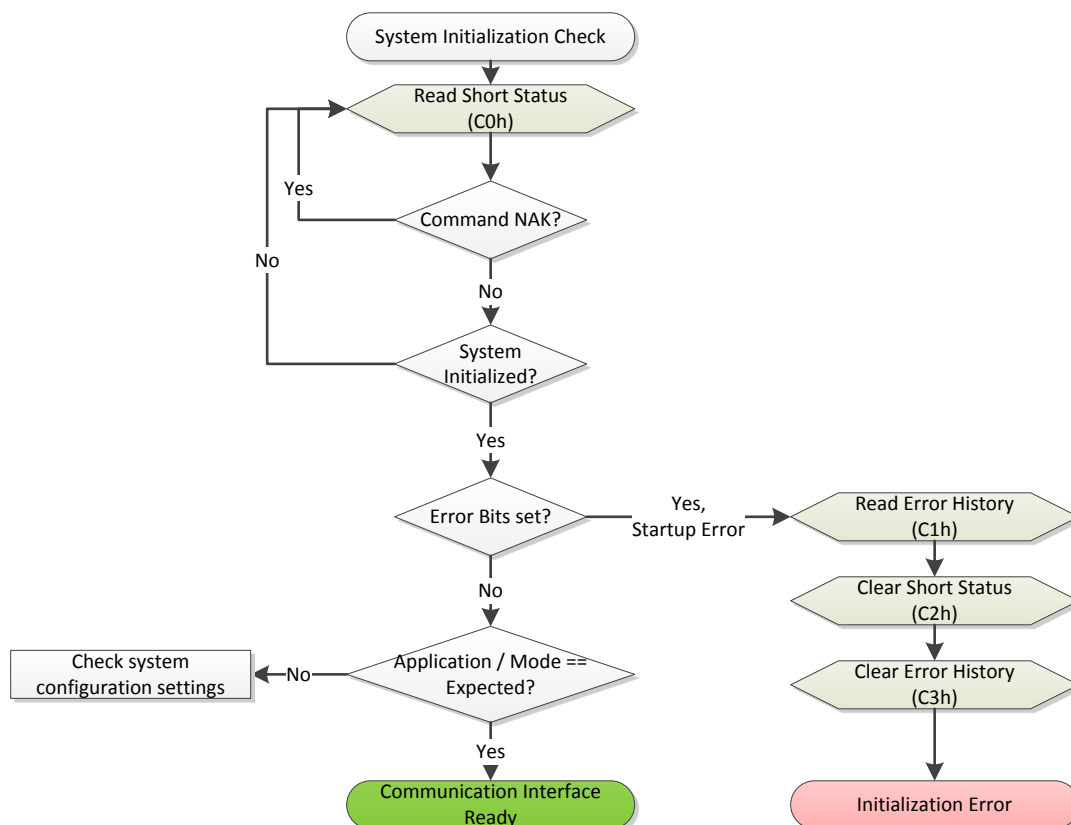 System Initialization Check
Read Short Status
(C0h)
Yes
Command NAK?
No
No
System
Initialized?
Yes
Error Bits set?
Yes,
Startup Error
Read Error History
(C1h)
No
Clear Short Status
(C2h)
Check system
configuration settings
No
Application / Mode ==
Expected?
Clear Error History
(C3h)
Yes
Communication Interface
Ready
Initialization Error